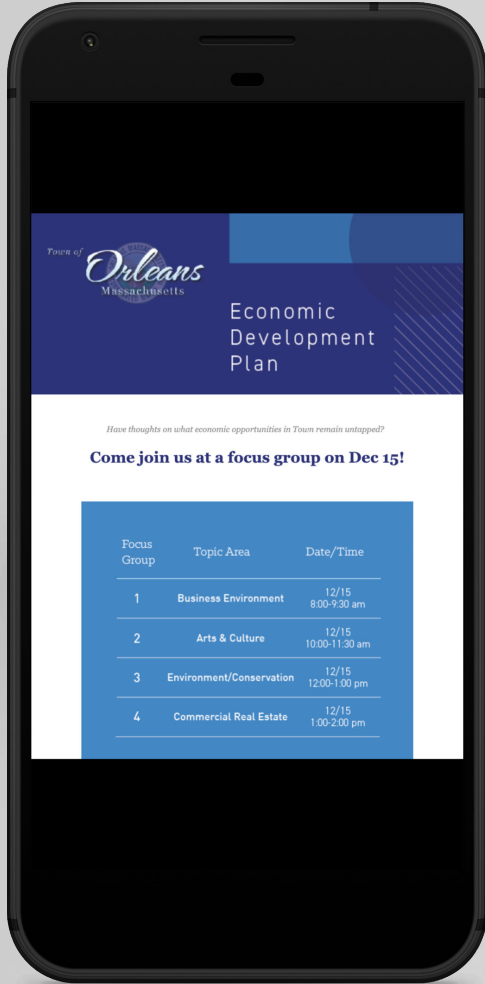 Town of
Orleans
Massachusetts
Economic
Development
Plan
Have thoughts on what economic opportunities in Town remain untapped?
Come join us at a focus group on Dec 15!
Focus
Group
Topic Area
Date/Time
1
Business Environment
12/15
8:00-9:30 am
2
Arts & Culture
12/15
10:00-11:30 am
3
Environment/Conservation
12/15
12:00-1:00 pm
4
Commercial Real Estate
12/15
1:00-2:00 pm